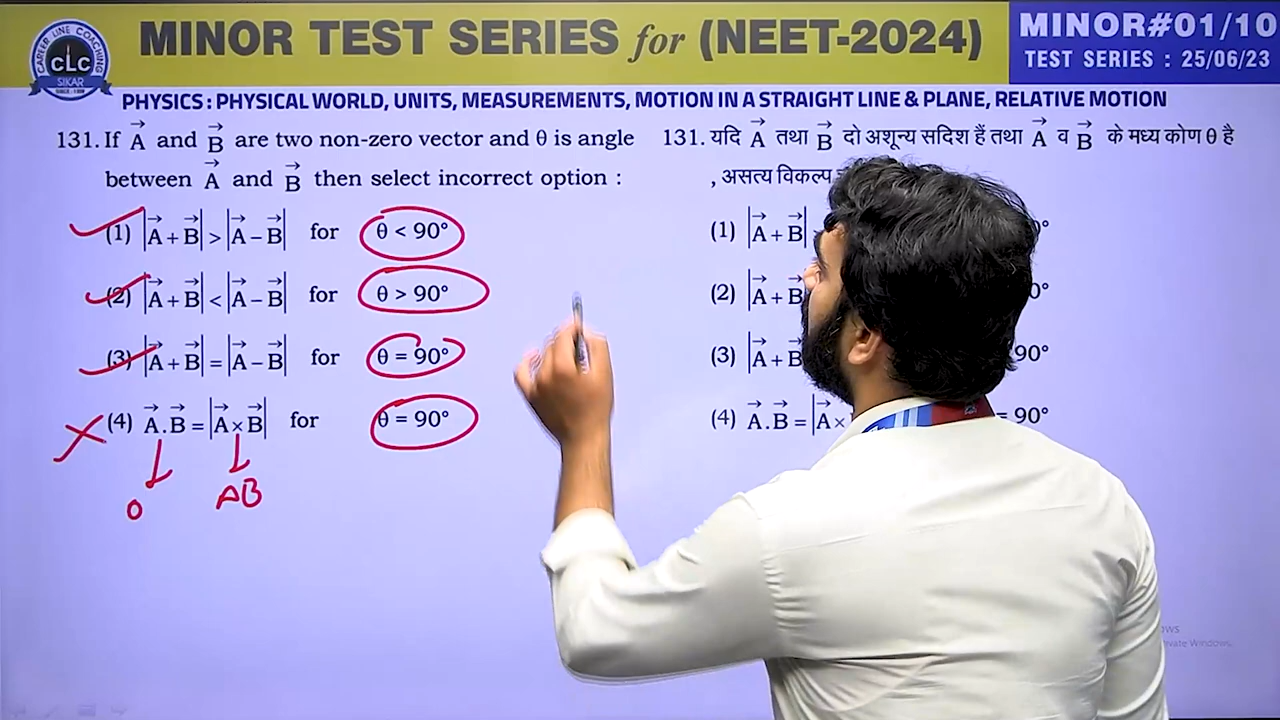 CAREER LINE COACHING
CLC
SIKAR
MINOR TEST SERIES for (NEET-2024)
MINOR#01/10
TEST SERIES : 25/06/23
PHYSICS : PHYSICAL WORLD, UNITS, MEASUREMENTS, MOTION IN A STRAIGHT LINE & PLANE, RELATIVE MOTION
131. If A⃗ and B⃗ are two non-zero vector and θ is angle
between A⃗ and B⃗ then select incorrect option :
(1) |A⃗ + B⃗| > |A⃗ − B⃗| for θ < 90°
(2) |A⃗ + B⃗| < |A⃗ − B⃗| for θ > 90°
(3) |A⃗ + B⃗| = |A⃗ − B⃗| for θ = 90°
(4) A⃗ . B⃗ = |A⃗ × B⃗| for θ = 90°
0 AB
131. यदि A⃗ तथा B⃗ दो अशून्य सदिश हैं तथा A⃗ व B⃗ के मध्य कोण θ है
, असत्य विकल्प
(1) |A⃗ + B⃗|
(2) |A⃗ + B⃗
(3) |A⃗ + B⃗ 90°
(4) A⃗ . B⃗ = |A⃗ × = 90°